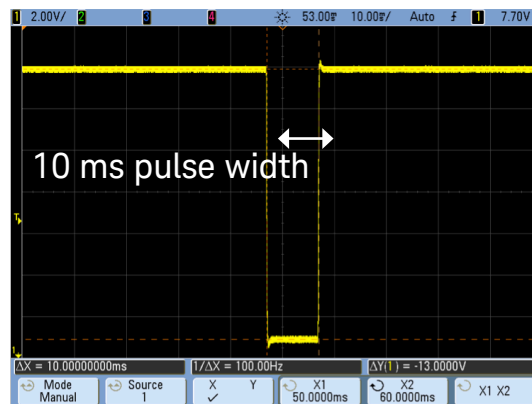 1 2.00V/ 2 3 4 53.00ms 10.00ms/ Auto 1 7.70V
10 ms pulse width
T
1
ΔX = 10.00000000ms 1/ΔX = 100.00Hz ΔY(1) = -13.0000V
Mode Source X Y X1 X2 X1 X2
Manual 1 ✓ 50.0000ms 60.0000ms